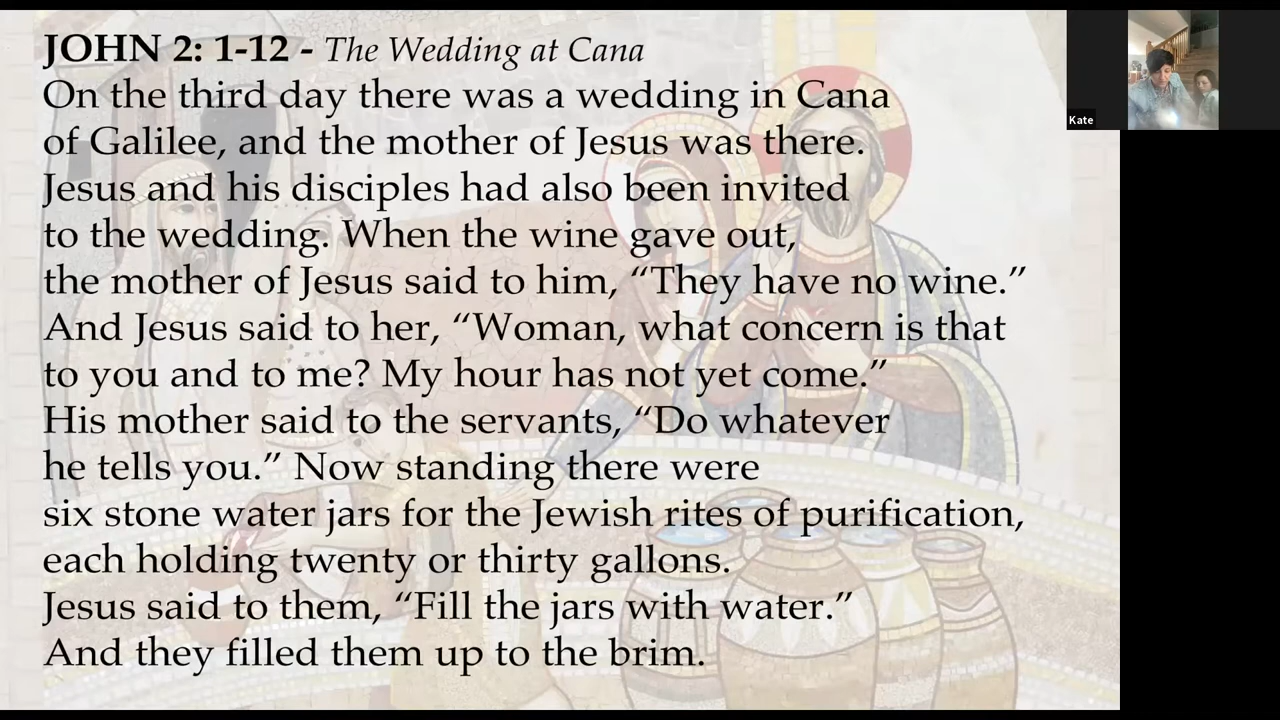 JOHN 2: 1-12 - The Wedding at Cana
On the third day there was a wedding in Cana
of Galilee, and the mother of Jesus was there.
Jesus and his disciples had also been invited
to the wedding. When the wine gave out,
the mother of Jesus said to him, “They have no wine.”
And Jesus said to her, “Woman, what concern is that
to you and to me? My hour has not yet come.”
His mother said to the servants, “Do whatever
he tells you.” Now standing there were
six stone water jars for the Jewish rites of purification,
each holding twenty or thirty gallons.
Jesus said to them, “Fill the jars with water.”
And they filled them up to the brim.
Kate